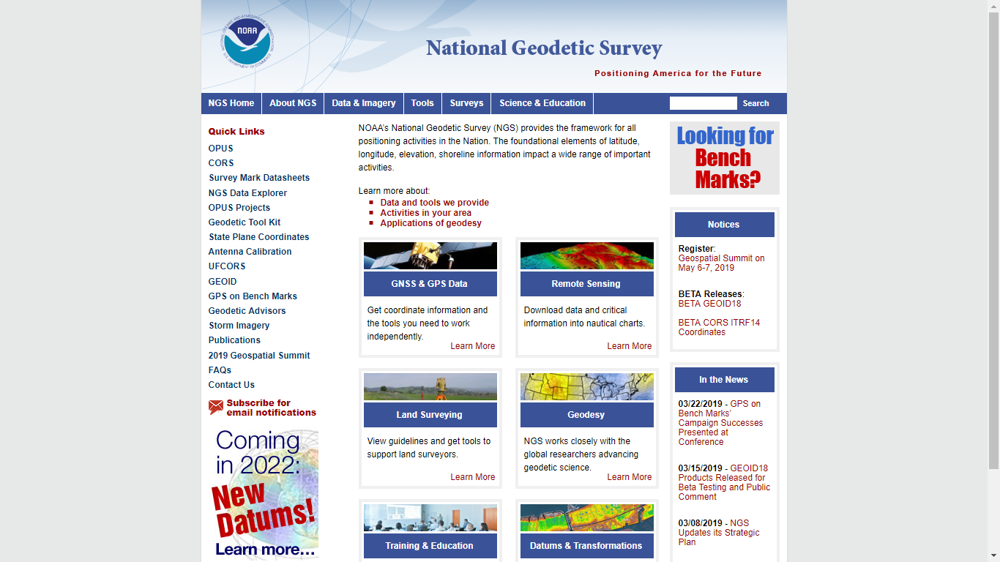 NOAA
National Geodetic Survey
Positioning America for the Future
NGS Home
About NGS
Data & Imagery
Tools
Surveys
Science & Education
Search
Quick Links
OPUS
CORS
Survey Mark Datasheets
NGS Data Explorer
OPUS Projects
Geodetic Tool Kit
State Plane Coordinates
Antenna Calibration
UFCORS
GEOID
GPS on Bench Marks
Geodetic Advisors
Storm Imagery
Publications
2019 Geospatial Summit
FAQs
Contact Us
Subscribe for
email notifications
Coming
in 2022:
New
Datums!
Learn more...
NOAA's National Geodetic Survey (NGS) provides the framework for all
positioning activities in the Nation. The foundational elements of latitude,
longitude, elevation, shoreline information impact a wide range of important
activities.
Learn more about:
Data and tools we provide
Activities in your area
Applications of geodesy
GNSS & GPS Data
Get coordinate information and
the tools you need to work
independently.
Learn More
Remote Sensing
Download data and critical
information into nautical charts.
Learn More
Land Surveying
View guidelines and get tools to
support land surveyors.
Learn More
Geodesy
NGS works closely with the
global researchers advancing
geodetic science.
Learn More
Training & Education
Datums & Transformations
Looking for
Bench
Marks?
Notices
Register:
Geospatial Summit on
May 6-7, 2019
BETA Releases:
BETA GEOID18
BETA CORS ITRF14
Coordinates
In the News
03/22/2019 - GPS on
Bench Marks'
Campaign Successes
Presented at
Conference
03/15/2019 - GEOID18
Products Released for
Beta Testing and Public
Comment
03/08/2019 - NGS
Updates its Strategic
Plan